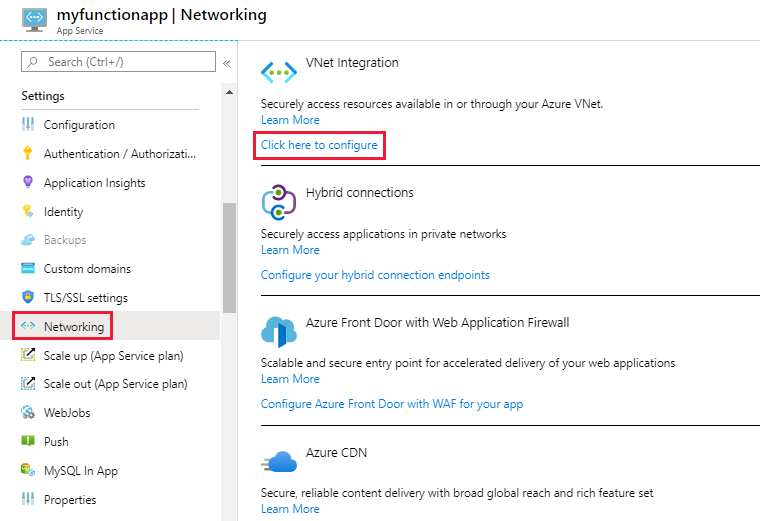 myfunctionapp | Networking
App Service
Search (Ctrl+/)
«
Settings
Configuration
Authentication / Authorizati...
Application Insights
Identity
Backups
Custom domains
TLS/SSL settings
Networking
Scale up (App Service plan)
Scale out (App Service plan)
WebJobs
Push
MySQL In App
Properties
VNet Integration
Securely access resources available in or through your Azure VNet.
Learn More
Click here to configure
Hybrid connections
Securely access applications in private networks
Learn More
Configure your hybrid connection endpoints
Azure Front Door with Web Application Firewall
Scalable and secure entry point for accelerated delivery of your web applications
Learn More
Configure Azure Front Door with WAF for your app
Azure CDN
Secure, reliable content delivery with broad global reach and rich feature set
Learn More